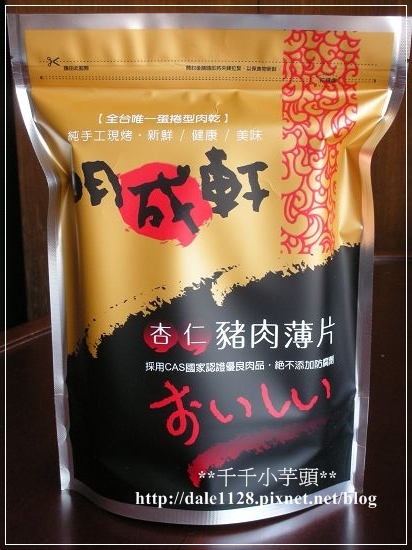 【全台唯一蛋捲型肉乾】
純手工現烤・新鮮 / 健康 / 美味
明成軒
杏仁豬肉薄片
採用CAS國家認證優良肉品・絕不添加防腐劑
おいしい
**千千小芋頭**
http://dale1128.pixnet.net/blog